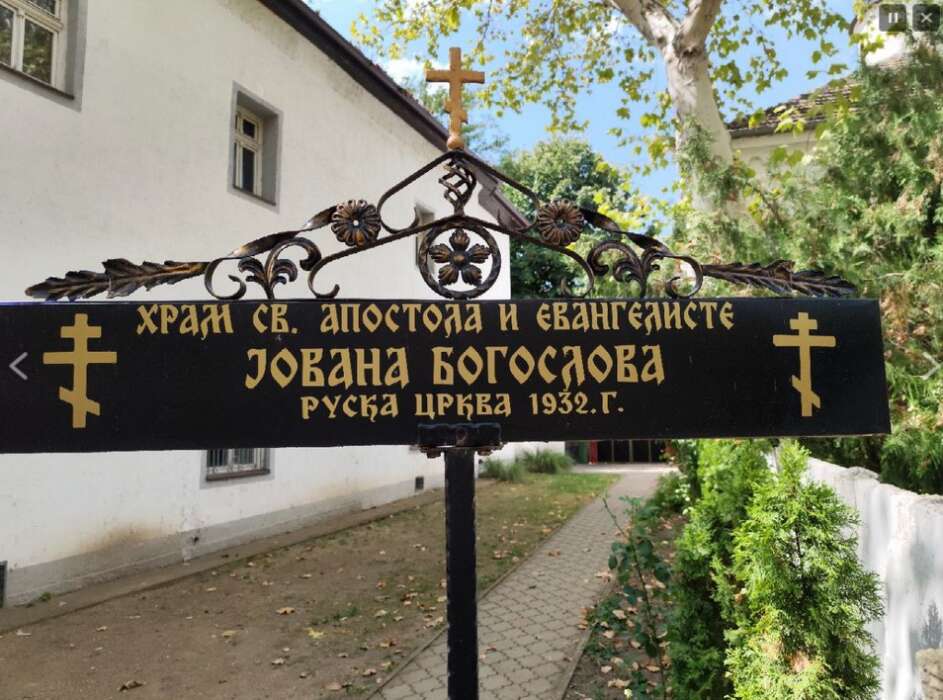 ХРАМ СВ. АПОСТОЛА И ЕВАНГЕЛИСТЕ
ЈОВАНА БОГОСЛОВА
РУСКА ЦРКВА 1932.Г.